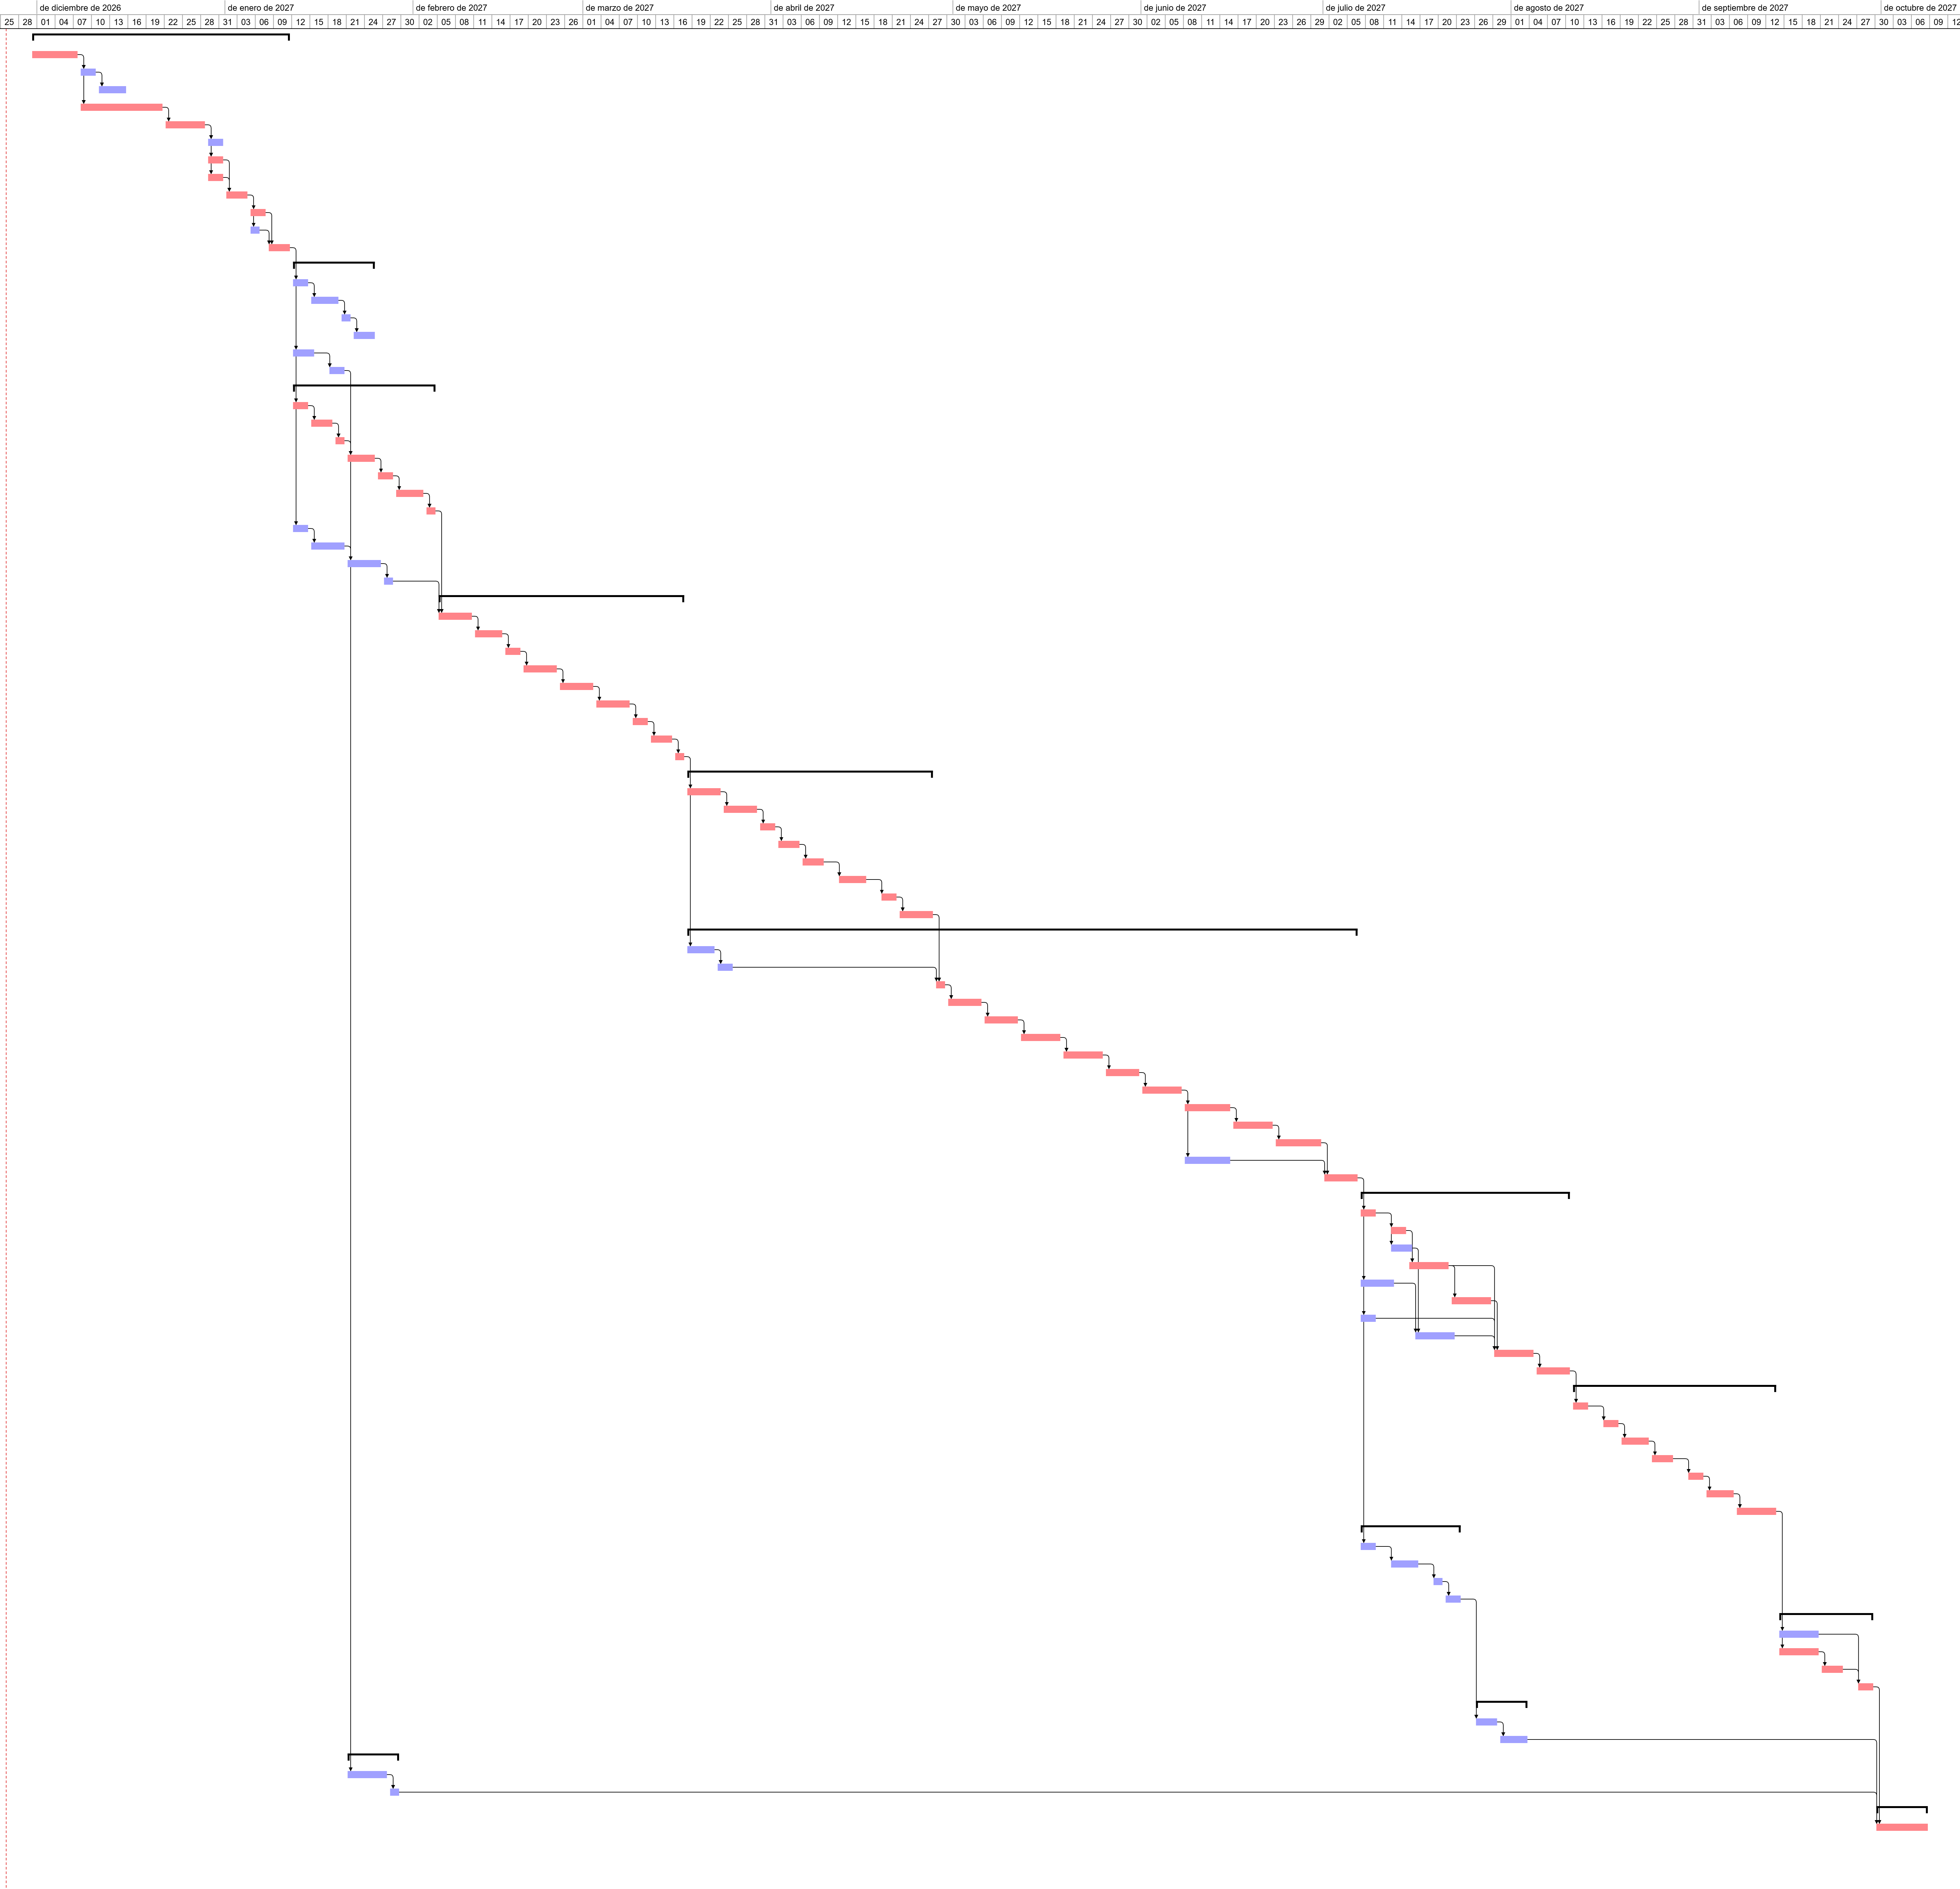 de diciembre de 2026 de enero de 2027 de febrero de 2027 de marzo de 2027 de abril de 2027 de mayo de 2027 de junio de 2027 de julio de 2027 de agosto de 2027 de septiembre de 2027 de octubre de 2027
25 28 01 04 07 10 13 16 19 22 25 28 31 03 06 09 12 15 18 21 24 27 30 02 05 08 11 14 17 20 23 26 01 04 07 10 13 16 19 22 25 28 31 03 06 09 12 15 18 21 24 27 30 03 06 09 12 15 18 21 24 27 30 02 05 08 11 14 17 20 23 26 29 02 05 08 11 14 17 20 23 26 29 01 04 07 10 13 16 19 22 25 28 31 03 06 09 12 15 18 21 24 27 30 03 06 09 12